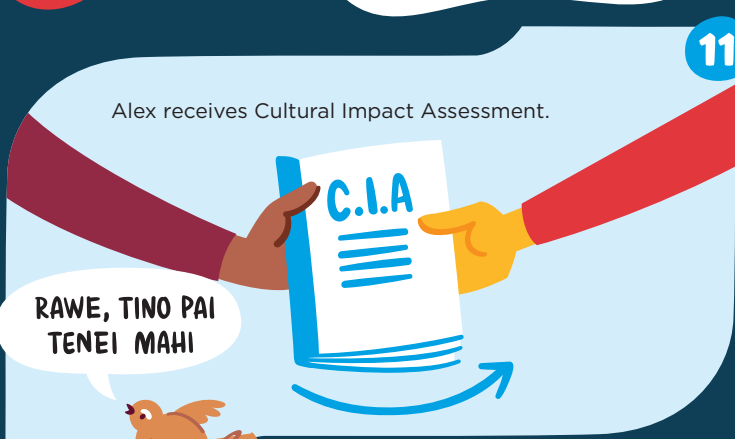 11
Alex receives Cultural Impact Assessment.
C.I.A
RAWE, TINO PAI
TENEI MAHI